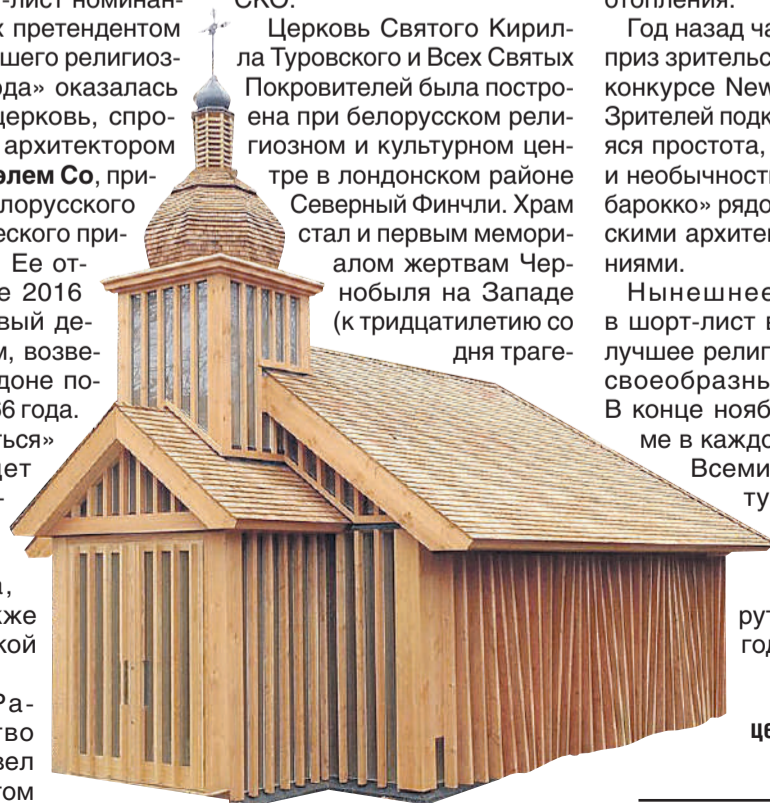 -лист номинан-
х претендентом
шего религиоз-
да» оказалась
церковь, спро-
архитектором
элем Со, при-
лорусского
еского при-
Ее от-
е 2016
вый де-
м, возве-
доне по-
6 года.
ться»
дет
-
а,
кже
кой
Ра-
тво
вел
том
СКО.
Церковь Святого Кирил-
ла Туровского и Всех Святых
Покровителей была постро-
ена при белорусском рели-
гиозном и культурном цен-
тре в лондонском районе
Северный Финчли. Храм
стал и первым мемори-
алом жертвам Чер-
нобыля на Западе
(к тридцатилетию со
дня траге-
отопления.
Год назад ча
приз зрительс
конкурсе New
Зрителей подк
яся простота,
и необычност
барокко» рядо
скими архитек
ниями.
Нынешнее
в шорт-лист в
лучшее религ
своеобразны
В конце нояб
ме в каждо
Всеми
ту
рут
год
це